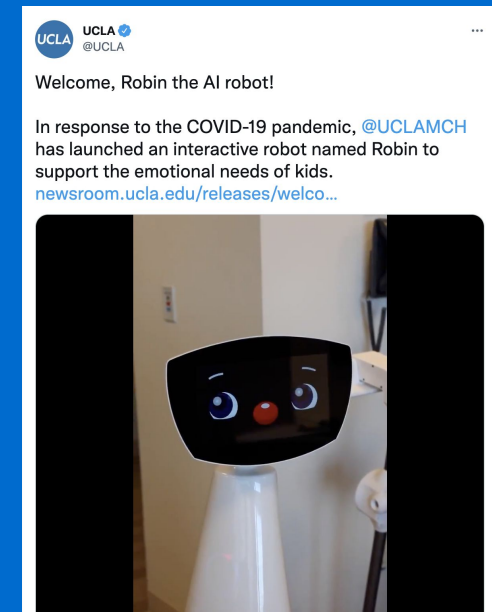 UCLA
UCLA
@UCLA
Welcome, Robin the AI robot!
In response to the COVID-19 pandemic, @UCLAMCH
has launched an interactive robot named Robin to
support the emotional needs of kids.
newsroom.ucla.edu/releases/welco...